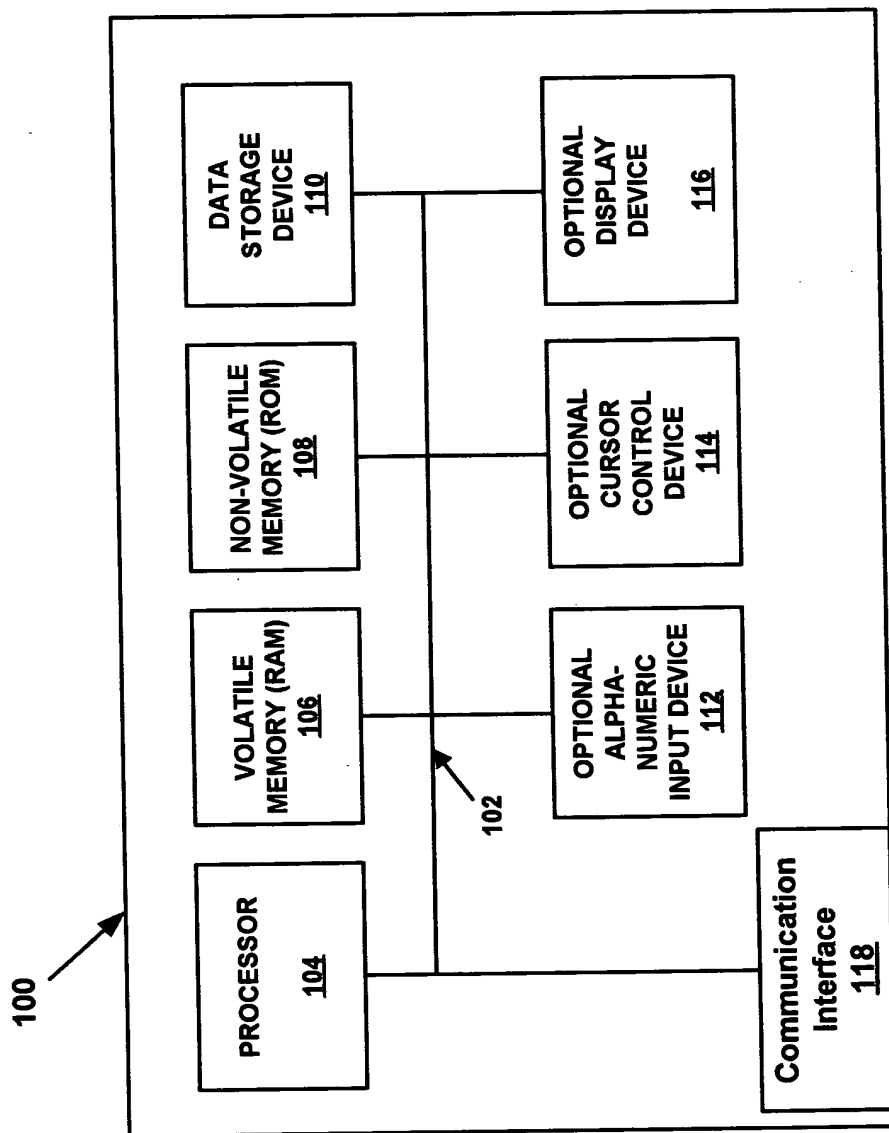 100
PROCESSOR
104
VOLATILE
MEMORY (RAM)
106
NON-VOLATILE
MEMORY (ROM)
108
DATA
STORAGE
DEVICE
110
102
Communication
Interface
118
OPTIONAL
ALPHA-
NUMERIC
INPUT DEVICE
112
OPTIONAL
CURSOR
CONTROL
DEVICE
114
OPTIONAL
DISPLAY
DEVICE
116